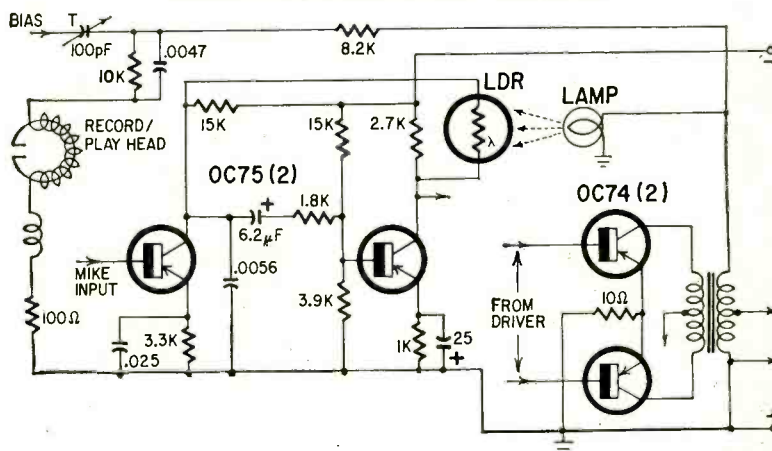 BIAS
T
100pF
10K
.0047
8.2K
LDR
LAMP
RECORD/
PLAY HEAD
15K
15K
2.7K
λ
OC75 (2)
OC74 (2)
+
6.2µF
1.8K
MIKE
INPUT
.0056
3.9K
FROM
DRIVER
10Ω
100Ω
.025
3.3K
1K
25
+